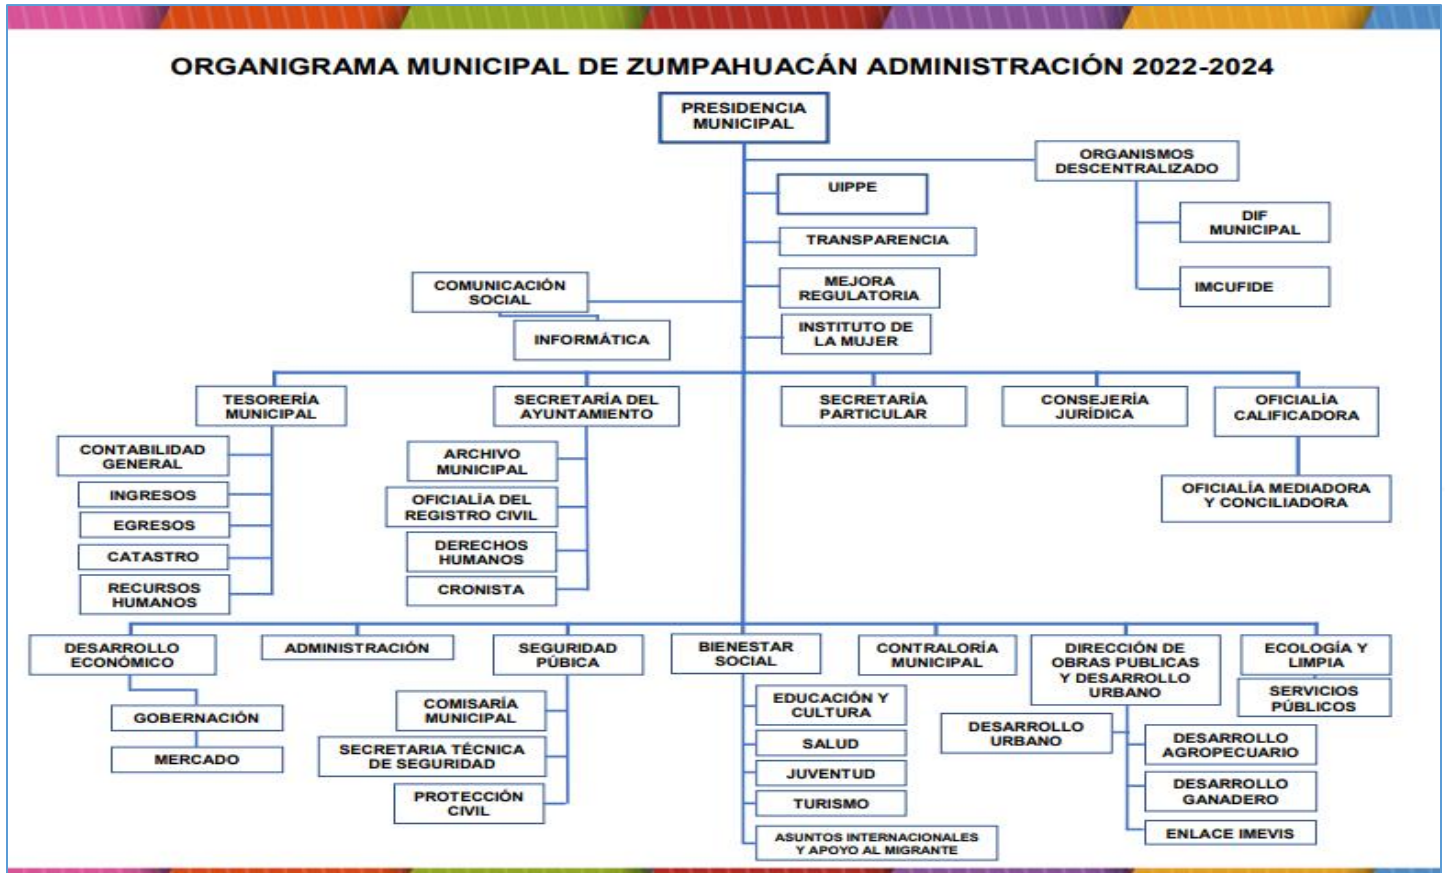 ORGANIGRAMA MUNICIPAL DE ZUMPAHUACÁN ADMINISTRACIÓN 2022-2024
PRESIDENCIA
MUNICIPAL
ORGANISMOS
DESCENTRALIZADO
UIPPE
DIF
MUNICIPAL
TRANSPARENCIA
IMCUFIDE
COMUNICACIÓN
SOCIAL
MEJORA
REGULATORIA
INFORMÁTICA
INSTITUTO DE
LA MUJER
TESORERÍA
MUNICIPAL
SECRETARÍA DEL
AYUNTAMIENTO
SECRETARÍA
PARTICULAR
CONSEJERÍA
JURÍDICA
OFICIALÍA
CALIFICADORA
CONTABILIDAD
GENERAL
INGRESOS
EGRESOS
CATASTRO
RECURSOS
HUMANOS
ARCHIVO
MUNICIPAL
OFICIALÌA DEL
REGISTRO CIVIL
DERECHOS
HUMANOS
CRONISTA
OFICIALÍA MEDIADORA
Y CONCILIADORA
DESARROLLO
ECONÓMICO
ADMINISTRACIÓN
SEGURIDAD
PÚBICA
BIENESTAR
SOCIAL
CONTRALORÍA
MUNICIPAL
DIRECCIÓN DE
OBRAS PUBLICAS
Y DESARROLLO
URBANO
ECOLOGÍA Y
LIMPIA
SERVICIOS
PÚBLICOS
GOBERNACIÓN
MERCADO
COMISARÍA
MUNICIPAL
SECRETARIA TÉCNICA
DE SEGURIDAD
PROTECCIÓN
CIVIL
EDUCACIÓN Y
CULTURA
SALUD
JUVENTUD
TURISMO
ASUNTOS INTERNACIONALES
Y APOYO AL MIGRANTE
DESARROLLO
URBANO
DESARROLLO
AGROPECUARIO
DESARROLLO
GANADERO
ENLACE IMEVIS